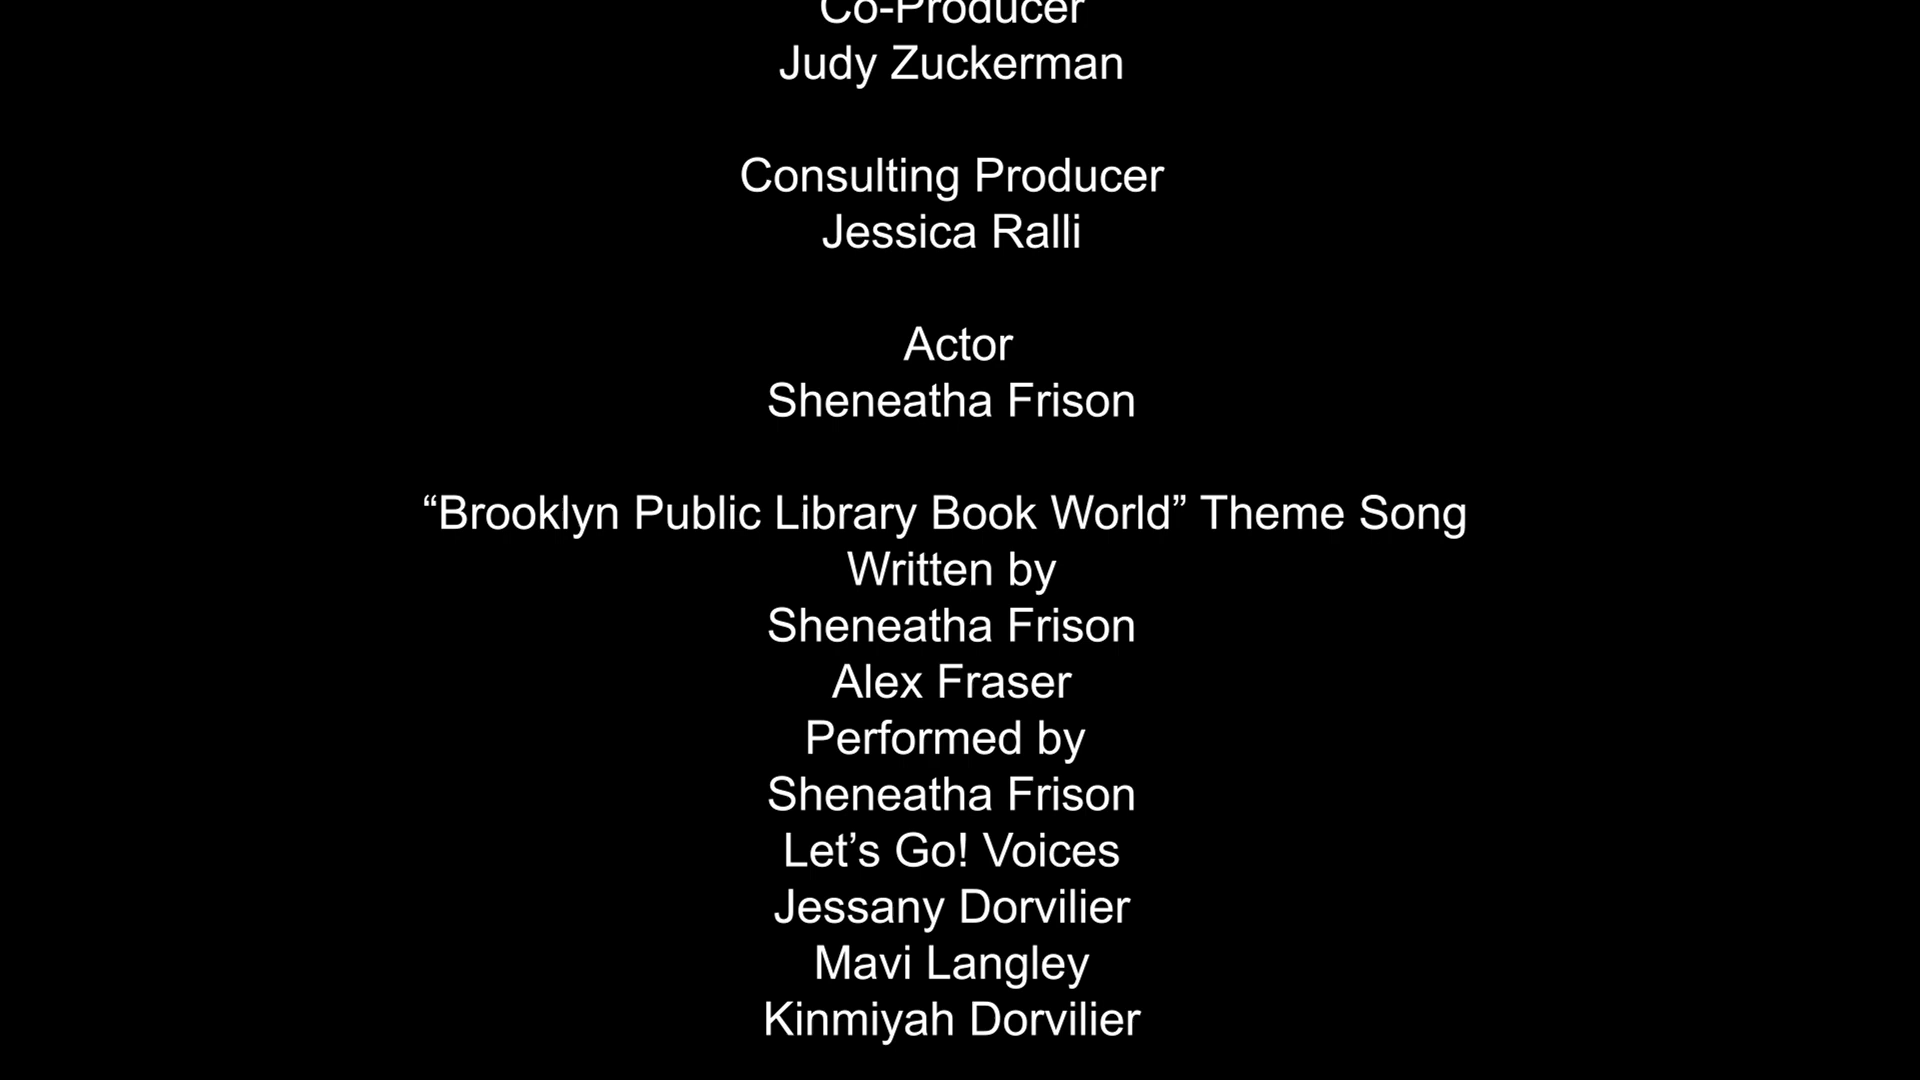 Co-Producer
Judy Zuckerman
Consulting Producer
Jessica Ralli
Actor
Sheneatha Frison
“Brooklyn Public Library Book World” Theme Song
Written by
Sheneatha Frison
Alex Fraser
Performed by
Sheneatha Frison
Let’s Go! Voices
Jessany Dorvilier
Mavi Langley
Kinmiyah Dorvilier